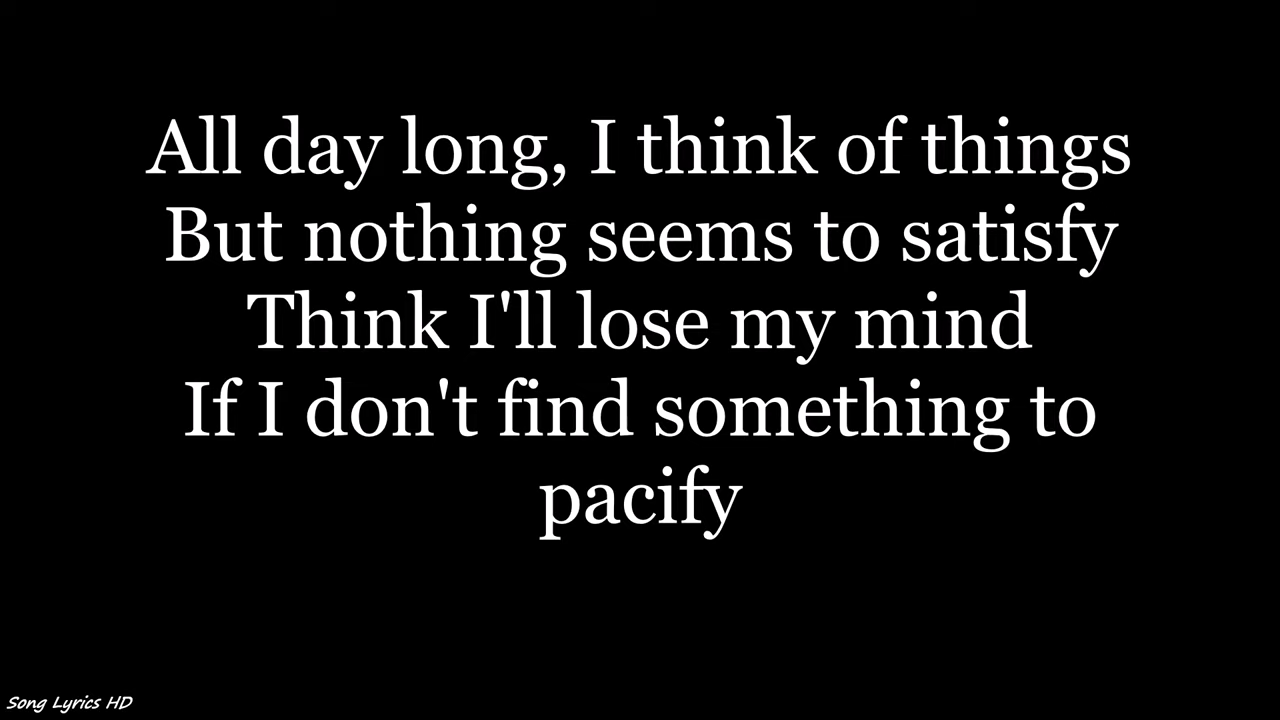 All day long, I think of things
But nothing seems to satisfy
Think I'll lose my mind
If I don't find something to
pacify
Song Lyrics HD